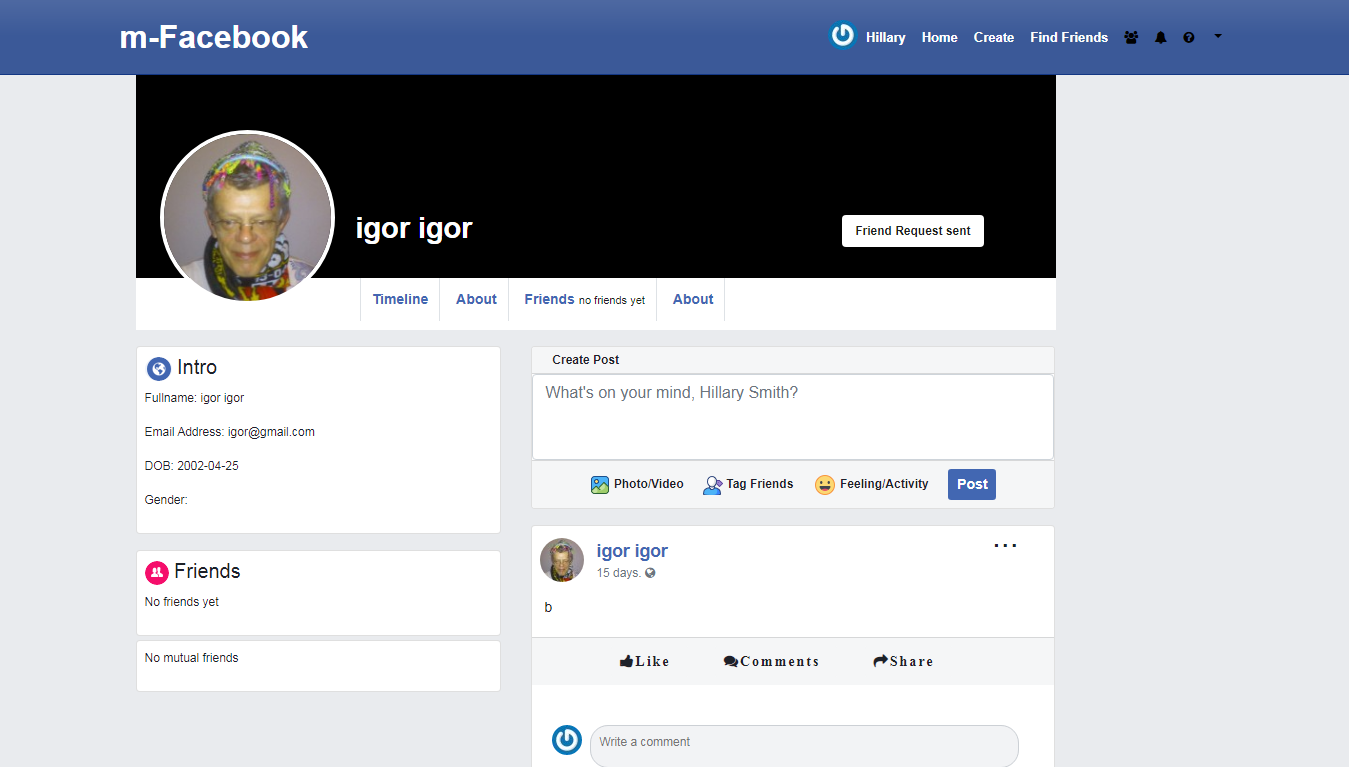 m-Facebook
Hillary Home Create Find Friends
igor igor
Friend Request sent
Timeline About Friends no friends yet About
Intro
Fullname: igor igor
Email Address: igor@gmail.com
DOB: 2002-04-25
Gender:
Friends
No friends yet
No mutual friends
Create Post
What's on your mind, Hillary Smith?
Photo/Video Tag Friends Feeling/Activity Post
igor igor
...
15 days.
b
Like Comments Share
Write a comment